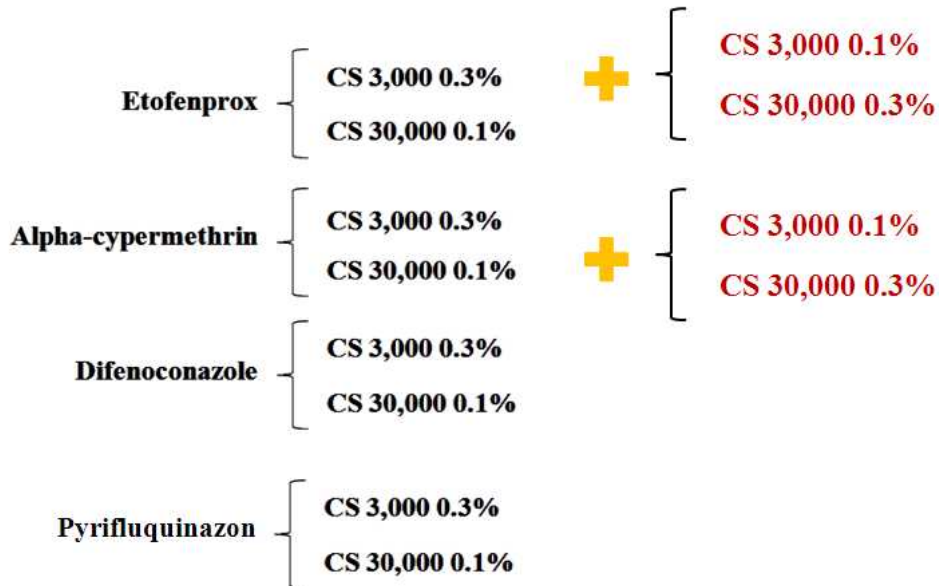 Etofenprox
CS 3,000 0.3%
CS 30,000 0.1%
CS 3,000 0.1%
CS 30,000 0.3%
Alpha-cypermethrin
CS 3,000 0.3%
CS 30,000 0.1%
CS 3,000 0.1%
CS 30,000 0.3%
Difenoconazole
CS 3,000 0.3%
CS 30,000 0.1%
Pyrifluquinazon
CS 3,000 0.3%
CS 30,000 0.1%